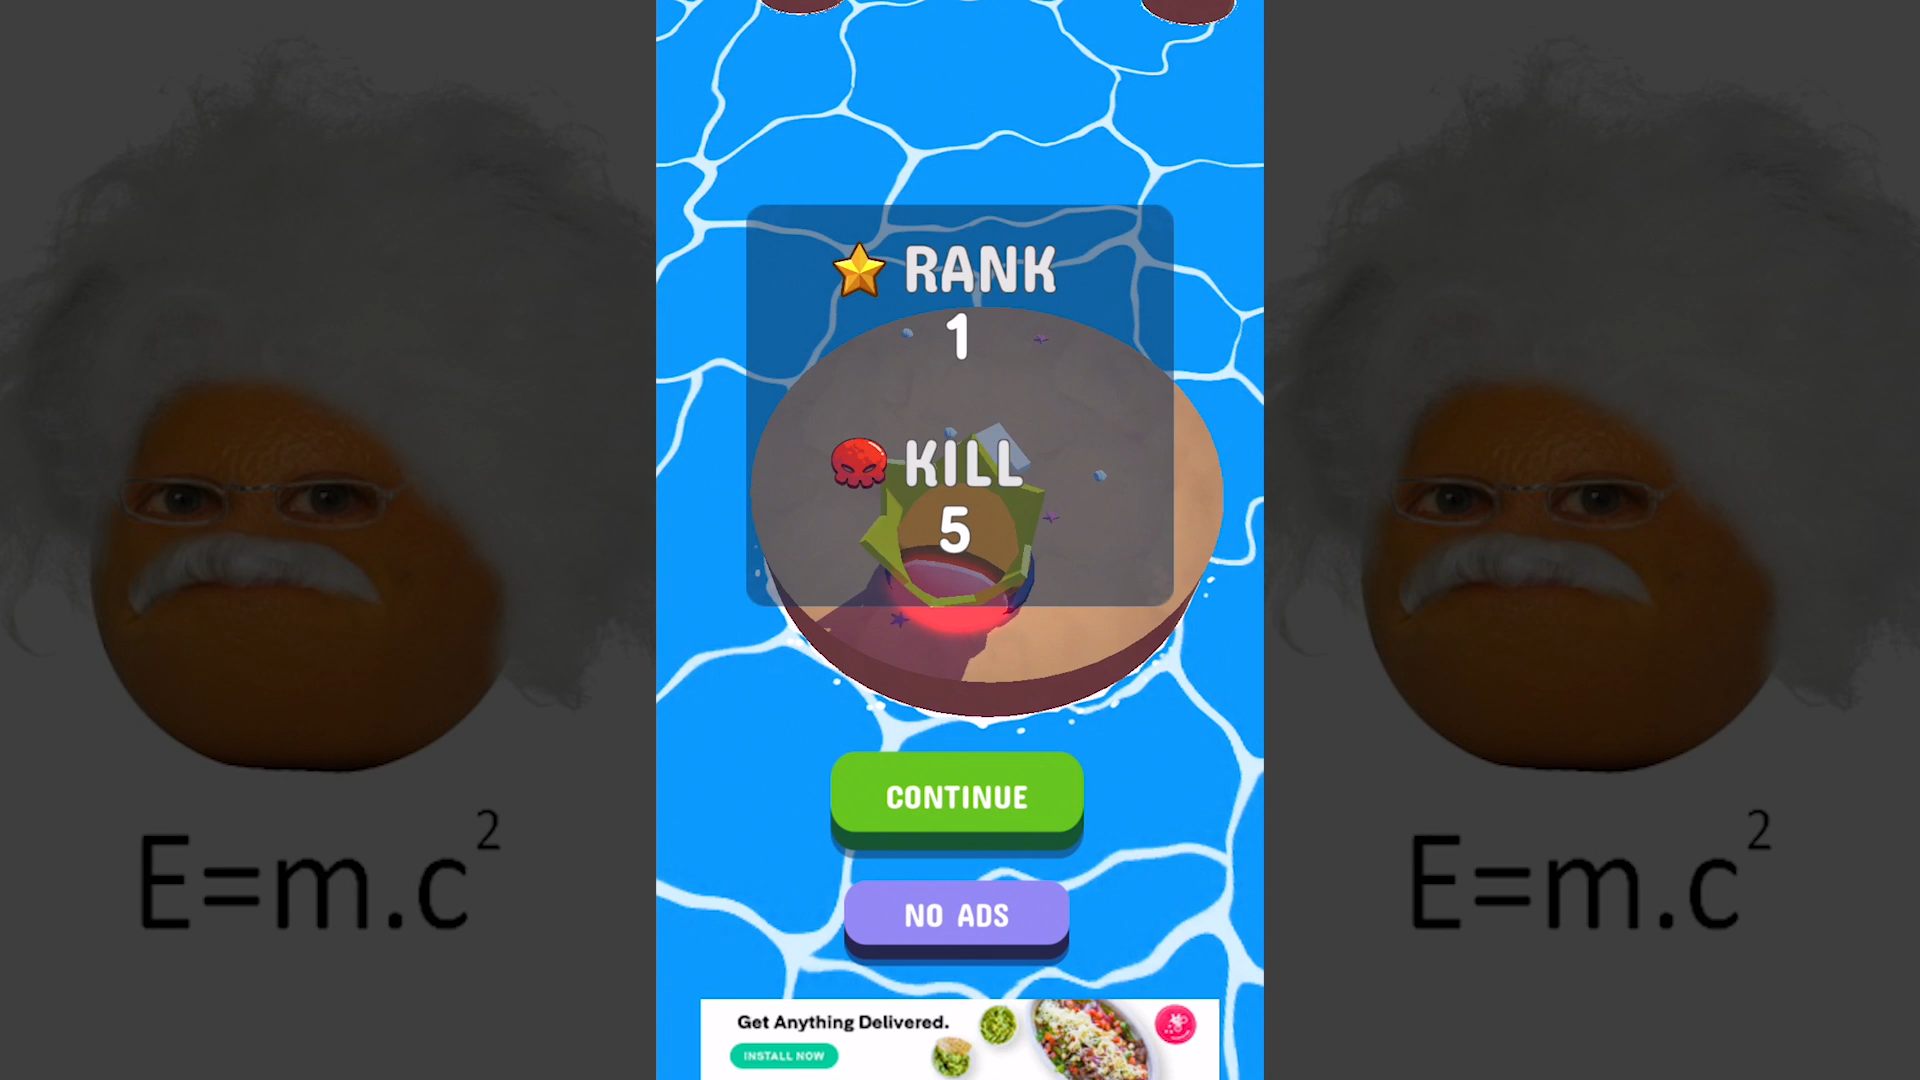 RANK
1
KILL
5
CONTINUE
NO ADS
Get Anything Delivered.
INSTALL NOW
E=m.c²
E=m.c²